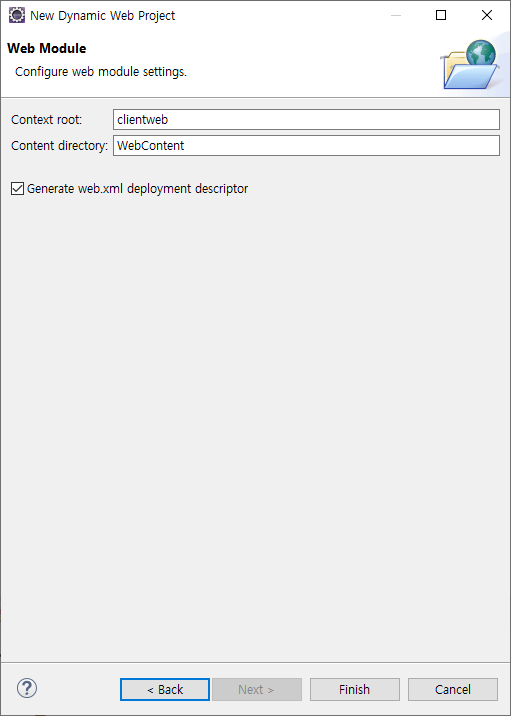 New Dynamic Web Project
Web Module
Configure web module settings.
Context root: clientweb
Content directory: WebContent
Generate web.xml deployment descriptor
?
< Back Next > Finish Cancel